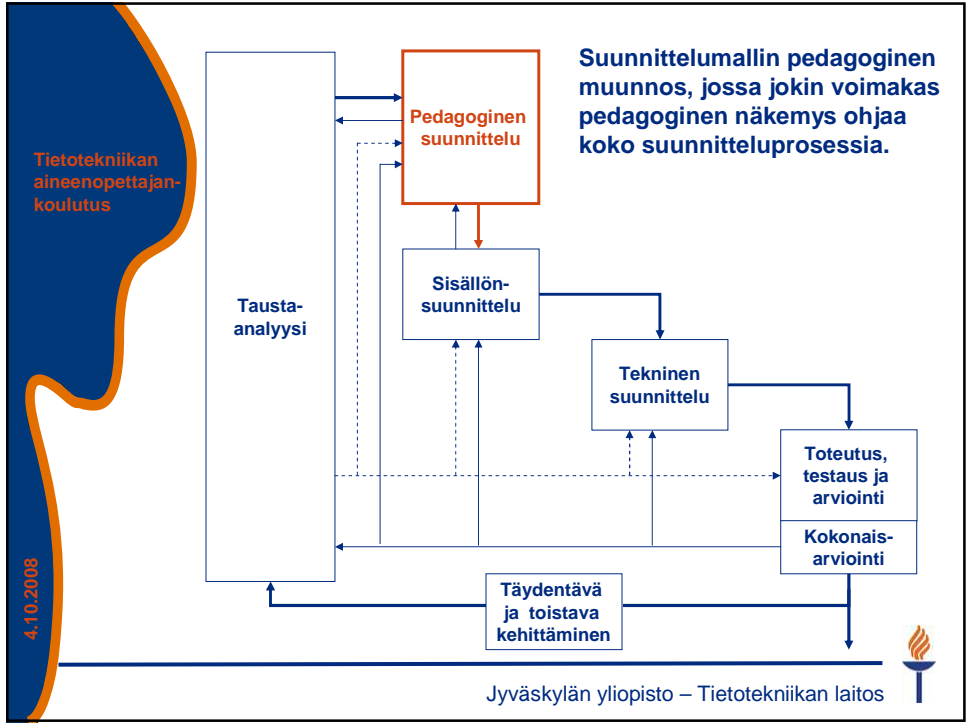 Suunnittelumallin pedagoginen
muunnos, jossa jokin voimakas
pedagoginen näkemys ohjaa
koko suunnitteluprosessia.
Tietotekniikan
aineenopettajan-
koulutus
Pedagoginen
suunnittelu
Tausta-
analyysi
Sisällön-
suunnittelu
Tekninen
suunnittelu
Toteutus,
testaus ja
arviointi
Kokonais-
arviointi
Täydentävä
ja toistava
kehittäminen
4.10.2008
Jyväskylän yliopisto – Tietotekniikan laitos